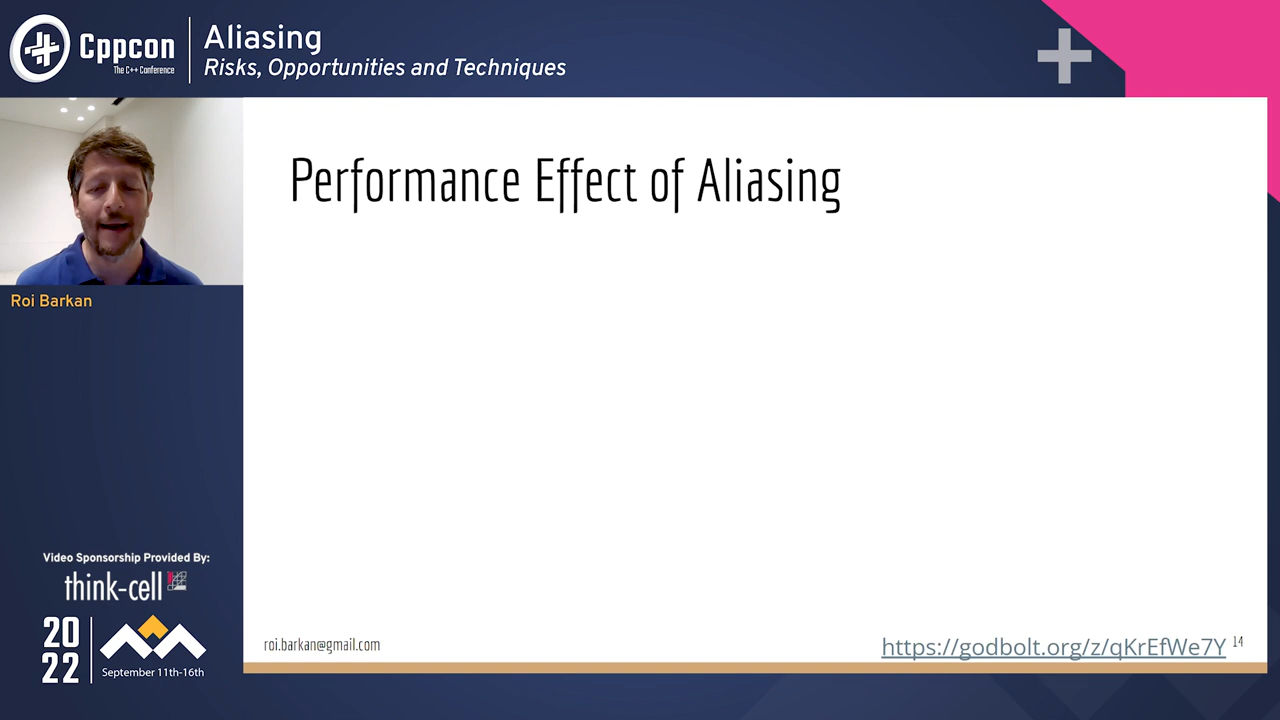 Cppcon
The C++ Conference
Aliasing
Risks, Opportunities and Techniques
Roi Barkan
Performance Effect of Aliasing
Video Sponsorship Provided By:
think-cell
20
22
September 11th-16th
roi.barkan@gmail.com
https://godbolt.org/z/qKrEfWe7Y
14